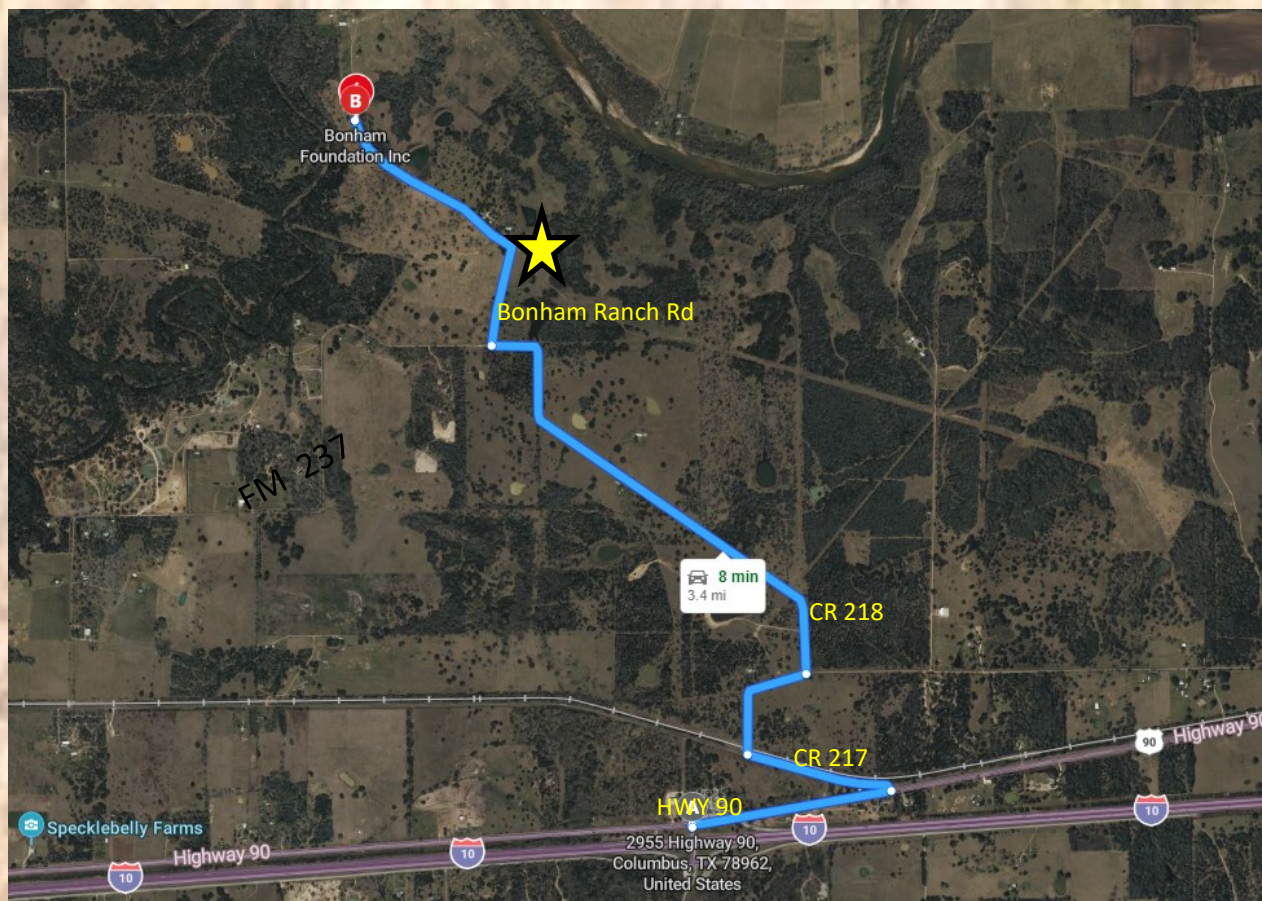 B
Bonham
Foundation Inc
Bonham Ranch Rd
FM 237
8 min
3.4 mi
CR 218
90
Highway 90
CR 217
HWY 90
A
10
10
Specklebelly Farms
Highway 90
10
10
2955 Highway 90,
Columbus, TX 78962,
United States